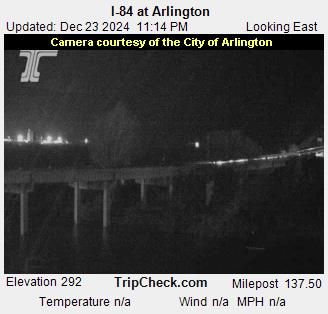 I-84 at Arlington
Updated: Dec 23 2024 11:14 PM Looking East
Camera courtesy of the City of Arlington
Elevation 292 TripCheck.com Milepost 137.50
Temperature n/a Wind n/a MPH n/a